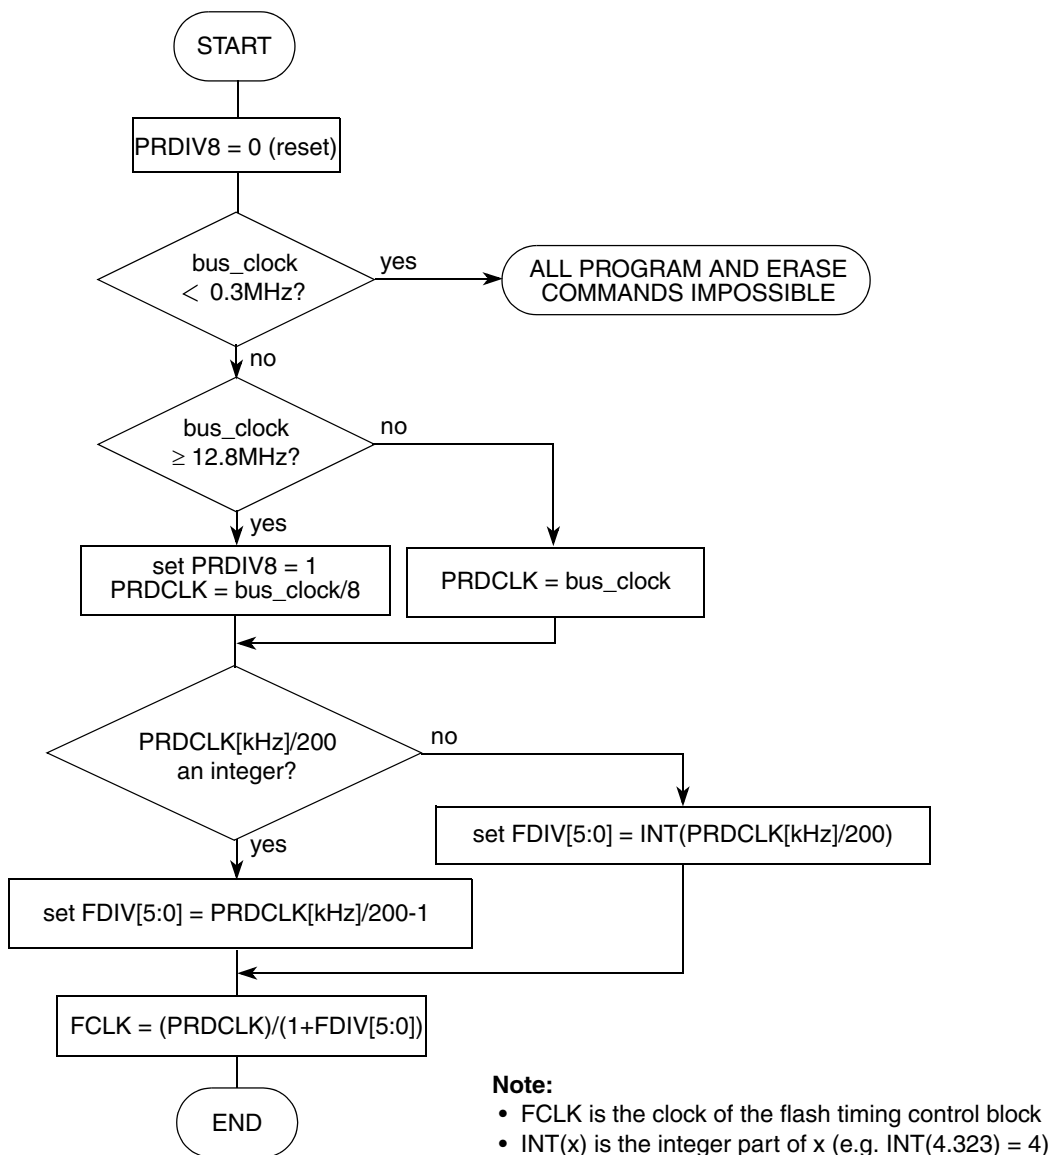 START
PRDIV8 = 0 (reset)
bus_clock
< 0.3MHz?
yes
ALL PROGRAM AND ERASE
COMMANDS IMPOSSIBLE
no
bus_clock
≥ 12.8MHz?
no
yes
set PRDIV8 = 1
PRDCLK = bus_clock/8
PRDCLK = bus_clock
PRDCLK[kHz]/200
an integer?
no
set FDIV[5:0] = INT(PRDCLK[kHz]/200)
yes
set FDIV[5:0] = PRDCLK[kHz]/200-1
FCLK = (PRDCLK)/(1+FDIV[5:0])
END
Note:
• FCLK is the clock of the flash timing control block
• INT(x) is the integer part of x (e.g. INT(4.323) = 4)